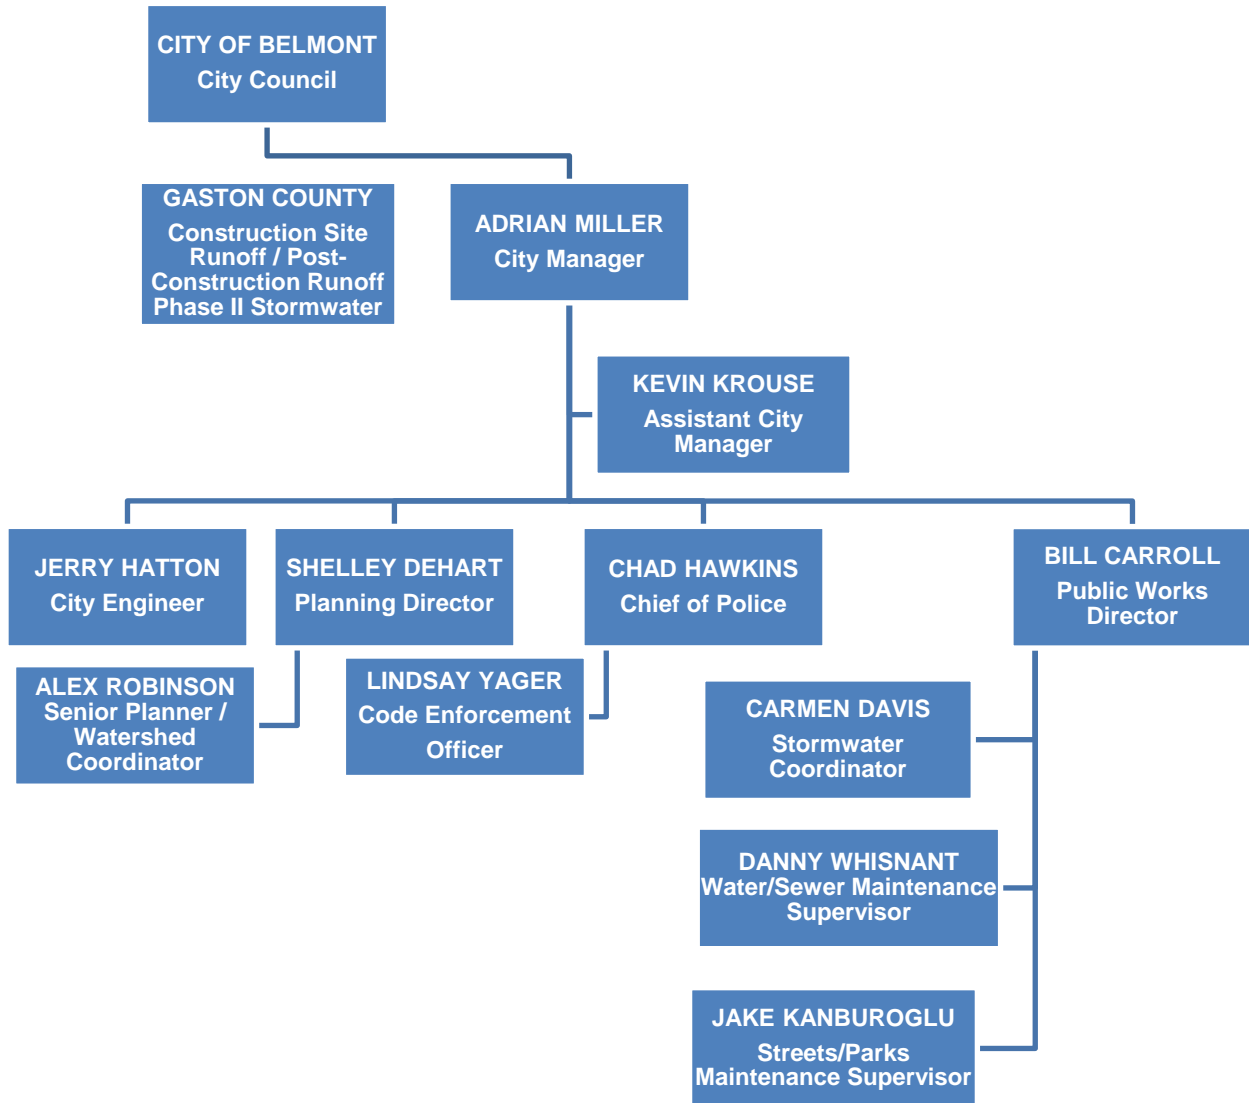 CITY OF BELMONT
City Council
GASTON COUNTY
Construction Site
Runoff / Post-
Construction Runoff
Phase II Stormwater
ADRIAN MILLER
City Manager
KEVIN KROUSE
Assistant City
Manager
JERRY HATTON
City Engineer
SHELLEY DEHART
Planning Director
CHAD HAWKINS
Chief of Police
BILL CARROLL
Public Works
Director
ALEX ROBINSON
Senior Planner /
Watershed
Coordinator
LINDSAY YAGER
Code Enforcement
Officer
CARMEN DAVIS
Stormwater
Coordinator
DANNY WHISNANT
Water/Sewer Maintenance
Supervisor
JAKE KANBUROGLU
Streets/Parks
Maintenance Supervisor